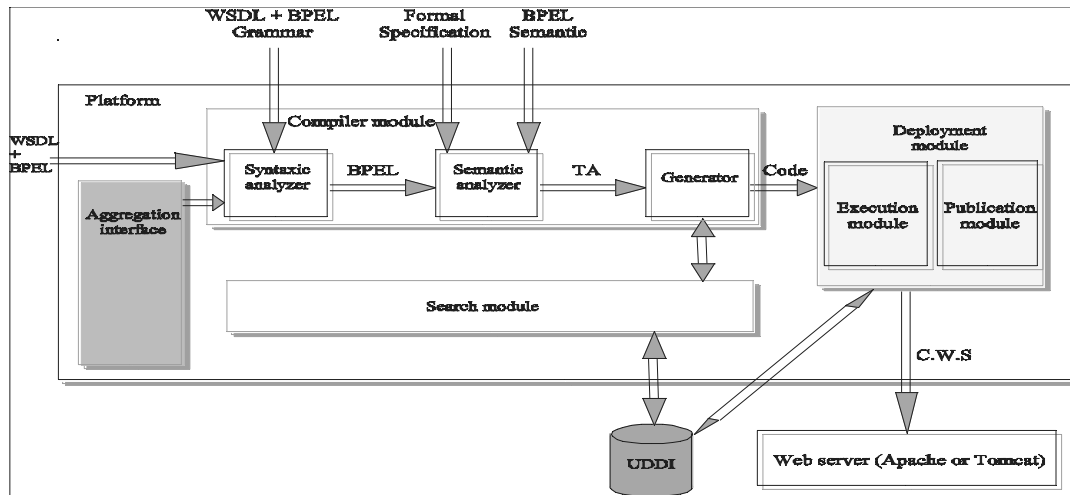 WSDL + BPEL
Grammar
Formal
Specification
BPEL
Semantic
Platform
Compiler module
WSDL
+
BPEL
Syntaxic
analyzer
BPEL
Semantic
analyzer
TA
Generator
Code
Deployment
module
Execution
module
Publication
module
Aggregation
interface
Search module
C.W.S
UDDI
Web server (Apache or Tomcat)